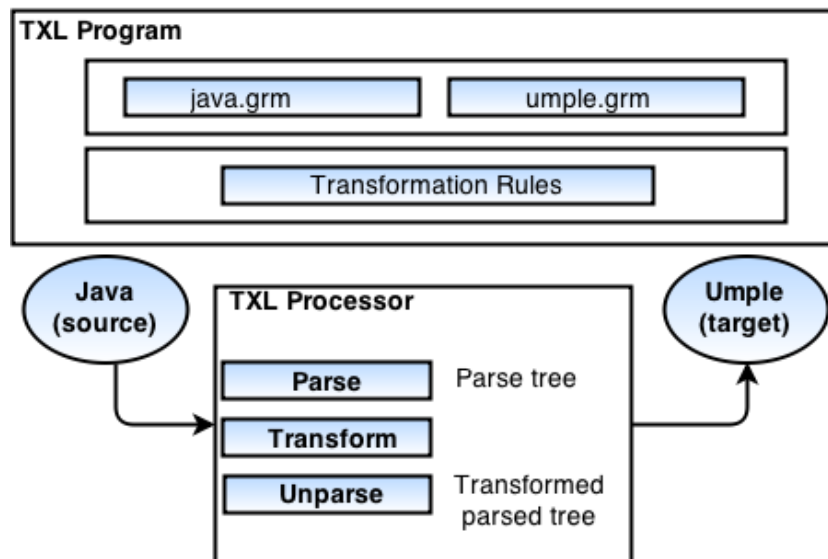 TXL Program
java.grm
umple.grm
Transformation Rules
Java
(source)
TXL Processor
Umple
(target)
Parse
Parse tree
Transform
Unparse
Transformed
parsed tree